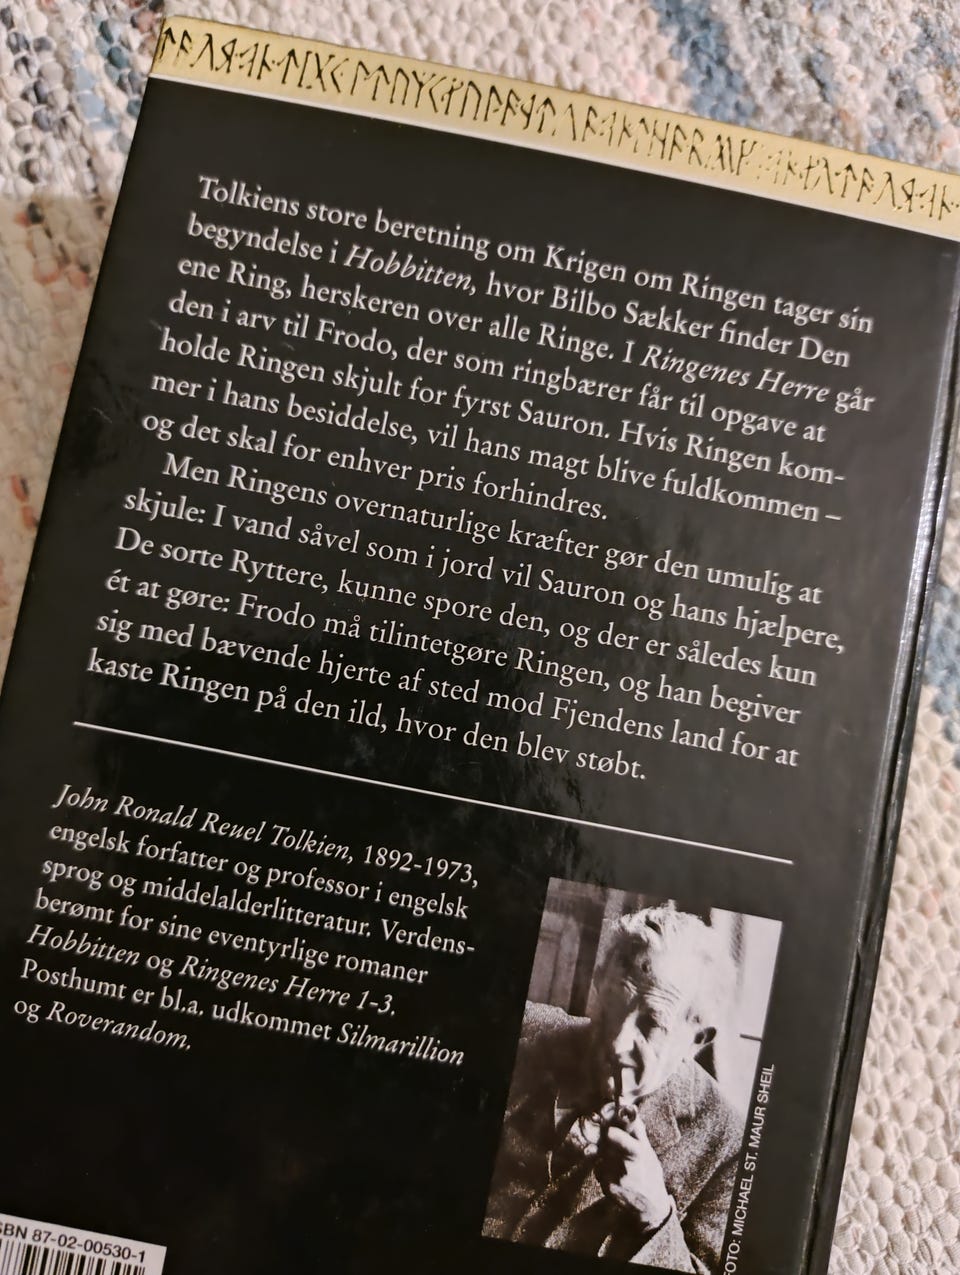 Tolkiens store beretning om Krigen om Ringen tager sin
begyndelse i Hobbitten, hvor Bilbo Sækker finder Den
ene Ring, herskeren over alle Ringe. I Ringenes Herre går
den i arv til Frodo, der som ringbærer får til opgave at
holde Ringen skjult for fyrst Sauron. Hvis Ringen kom-
mer i hans besiddelse, vil hans magt blive fuldkommen –
og det skal for enhver pris forhindres.
Men Ringens overnaturlige kræfter gør den umulig at
skjule: I vand såvel som i jord vil Sauron og hans hjælpere,
De sorte Ryttere, kunne spore den, og der er således kun
ét at gøre: Frodo må tilintetgøre Ringen, og han begiver
sig med bævende hjerte af sted mod Fjendens land for at
kaste Ringen på den ild, hvor den blev støbt.
John Ronald Reuel Tolkien, 1892-1973,
engelsk forfatter og professor i engelsk
sprog og middelalderlitteratur. Verdens-
berømt for sine eventyrlige romaner
Hobbitten og Ringenes Herre 1-3.
Posthumt er bl.a. udkommet Silmarillion
og Roverandom.
FOTO: MICHAEL ST. MAUR SHEIL
ISBN 87-02-00530-1